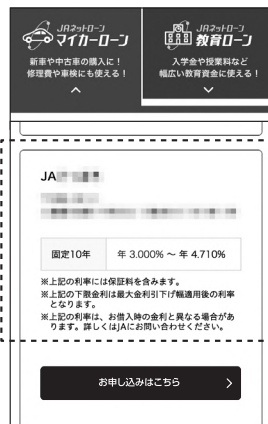 JAネットローン
マイカーローン
新車や中古車の購入に！
修理費や車検にも使える！
JAネットローン
教育ローン
入学金や授業料など
幅広い教育資金に使える！
JA
固定10年 年 3.000% ～ 年 4.710%
※上記の利率には保証料を含みます。
※上記の下限金利は最大金利引下げ幅適用後の利率
となります。
※上記の利率は、お借入時の金利と異なる場合があ
ります。詳しくはJAにお問い合わせください。
お申し込みはこちら